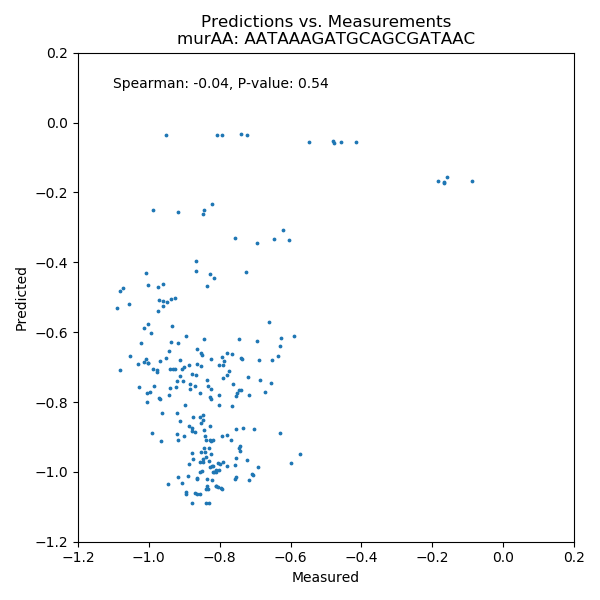 Predictions vs. Measurements
murAA: AATAAAGATGCAGCGATAAC
Spearman: -0.04, P-value: 0.54
0.2
0.0
−0.2
−0.4
−0.6
−0.8
−1.0
−1.2
Predicted
−1.2 −1.0 −0.8 −0.6 −0.4 −0.2 0.0 0.2
Measured